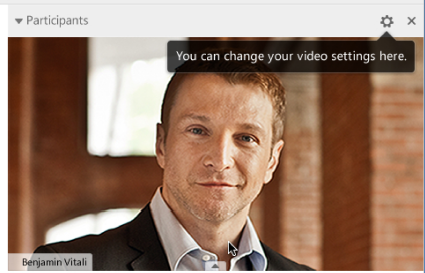 Participants
You can change your video settings here.
Benjamin Vitali